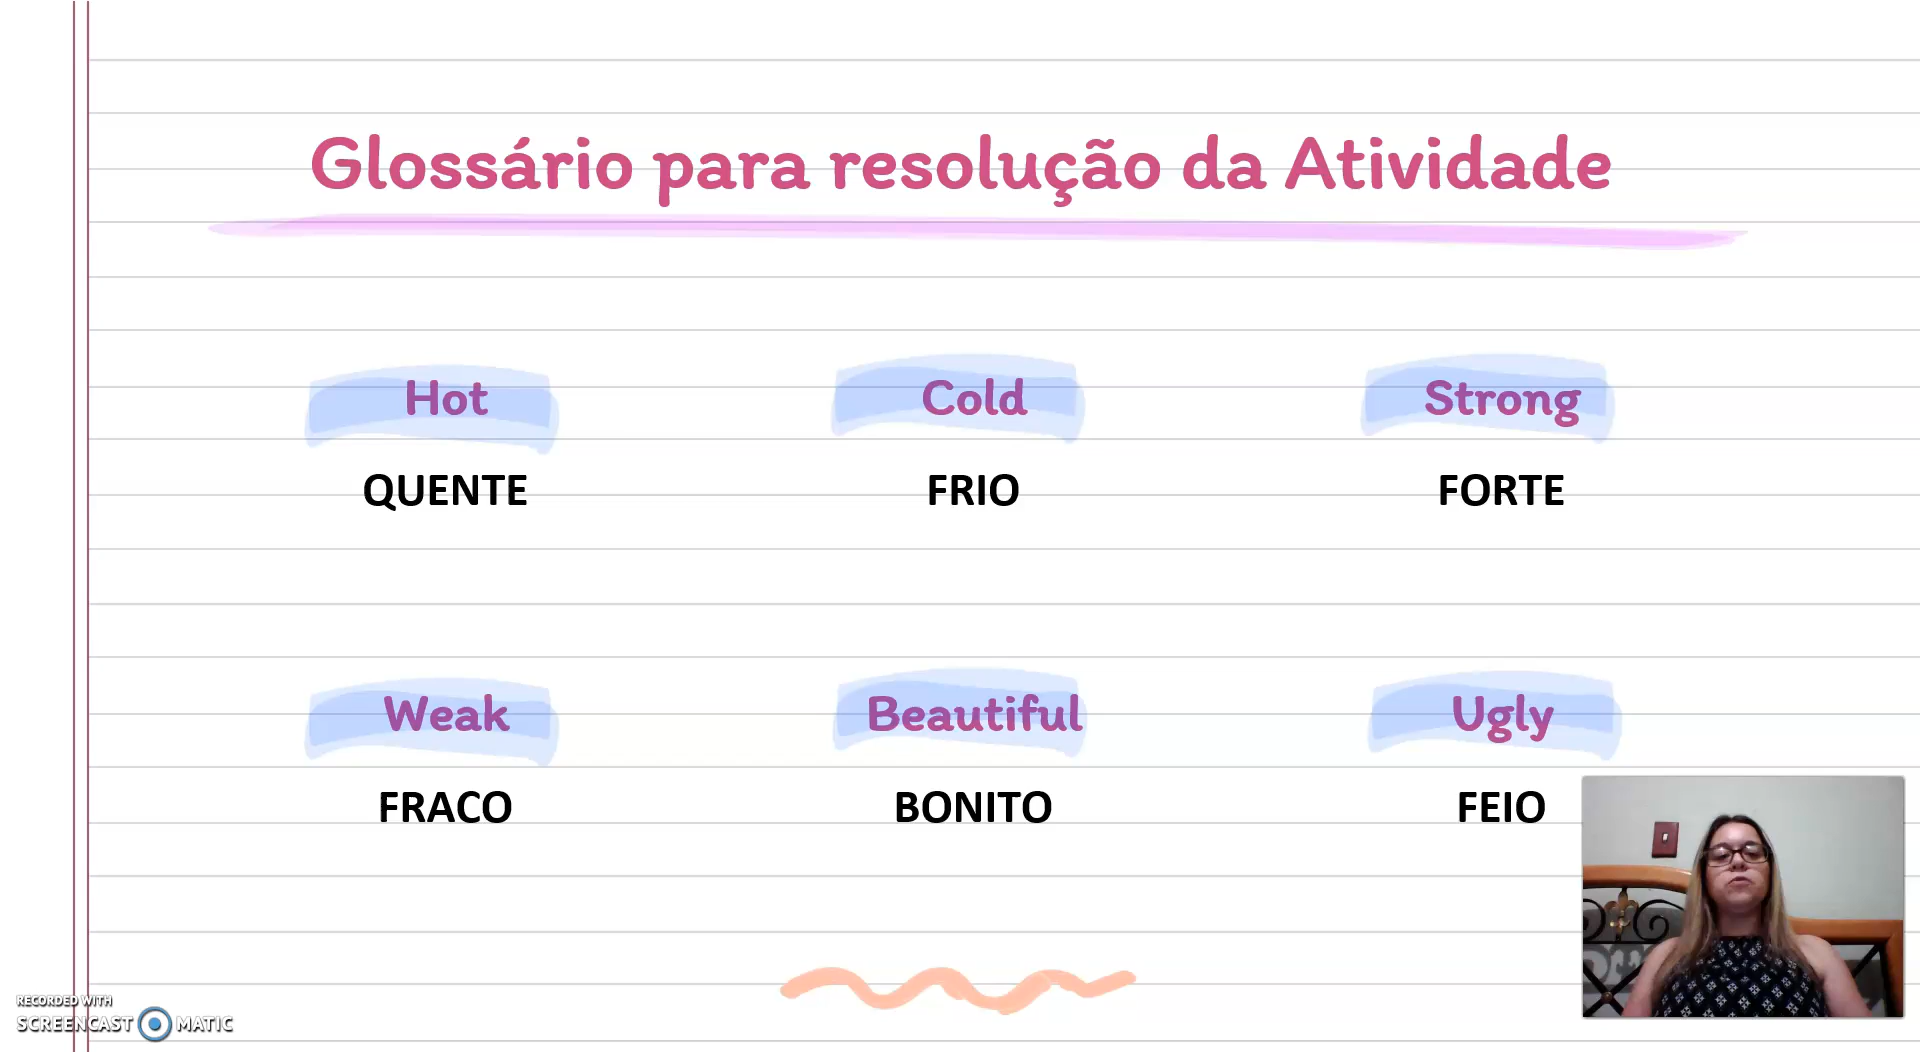 Glossário para resolução da Atividade
Hot
Cold
Strong
QUENTE
FRIO
FORTE
Weak
Beautiful
Ugly
FRACO
BONITO
FEIO
RECORDED WITH
SCREENCAST MATIC